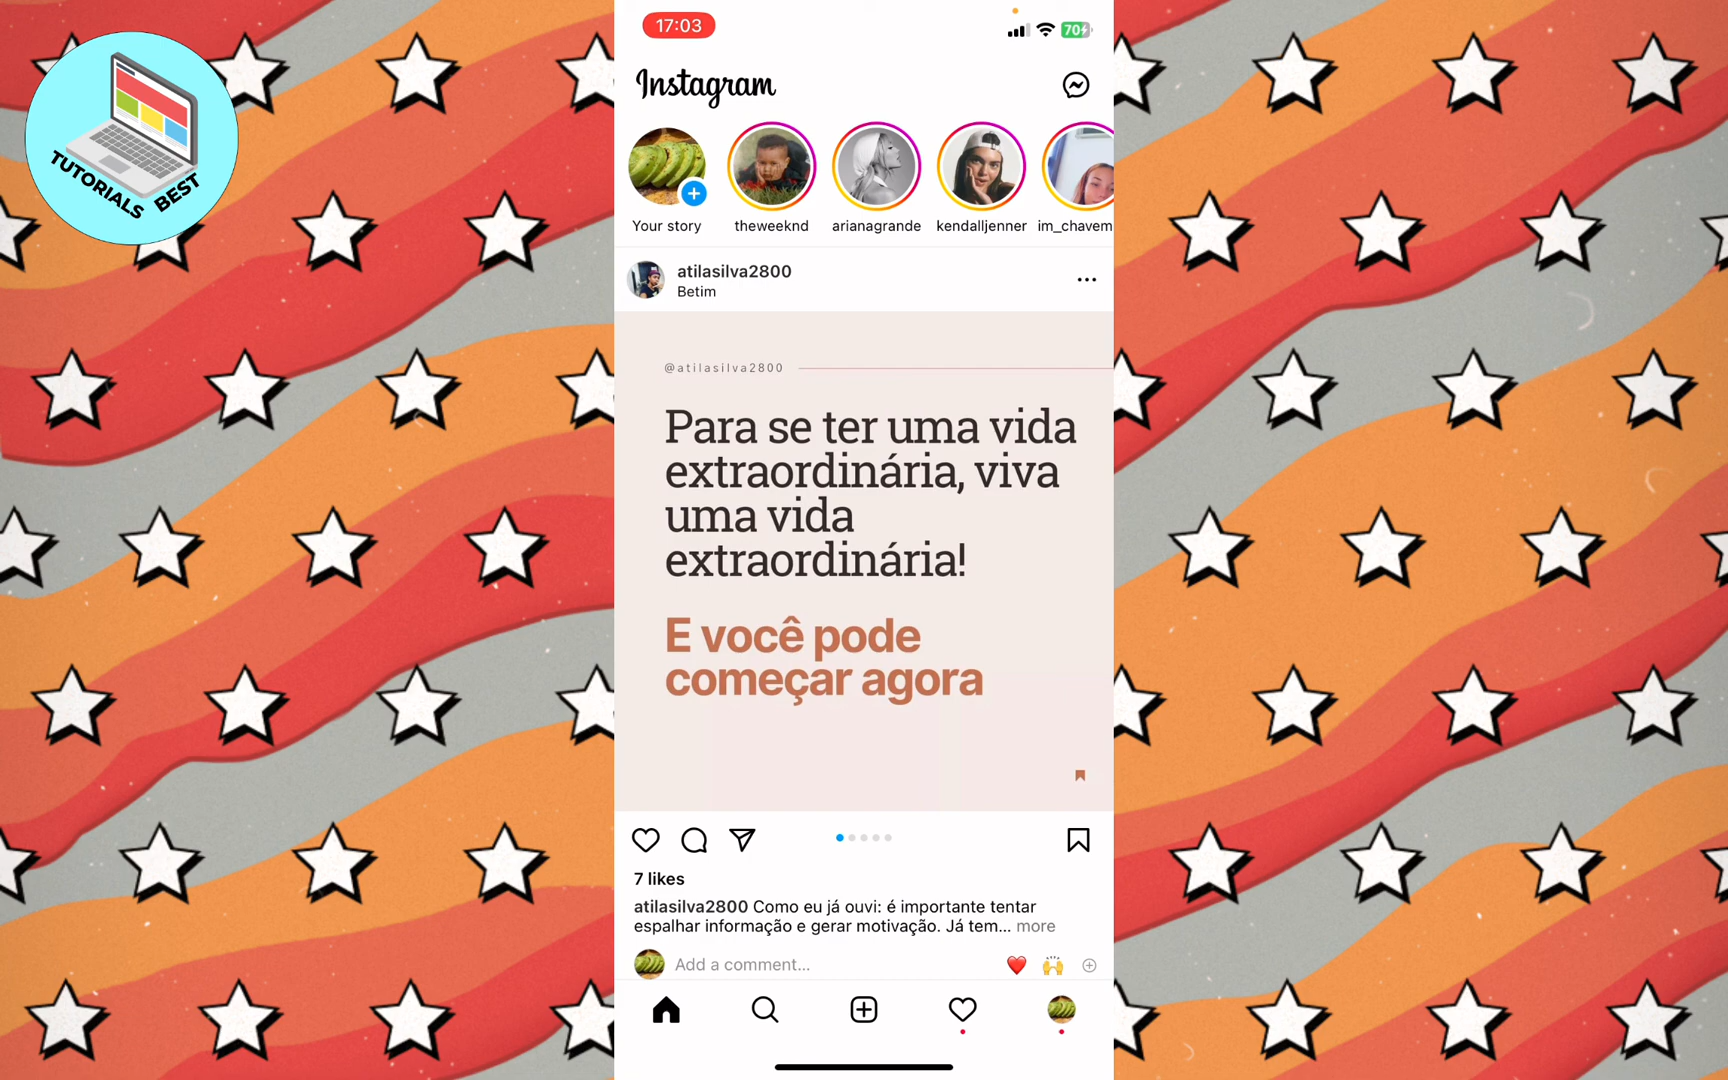 TUTORIALS BEST
17:03
70
Instagram
Your story
theweeknd
arianagrande
kendalljenner
im_chavem
atilasilva2800
Betim
@atilasilva2800
Para se ter uma vida
extraordinária, viva
uma vida
extraordinária!
E você pode
começar agora
7 likes
atilasilva2800 Como eu já ouvi: é importante tentar
espalhar informação e gerar motivação. Já tem... more
Add a comment...